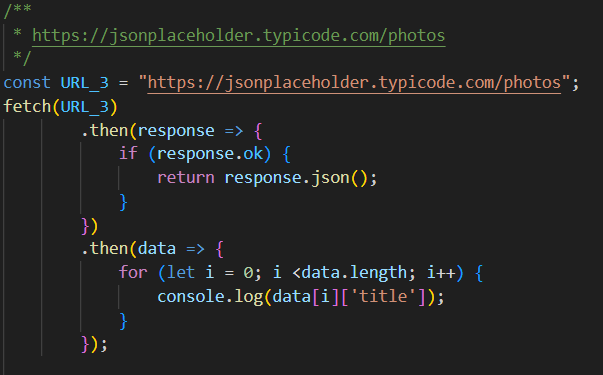 /**
 * https://jsonplaceholder.typicode.com/photos
 */
const URL_3 = "https://jsonplaceholder.typicode.com/photos";
fetch(URL_3)
        .then(response => {
            if (response.ok) {
                return response.json();
            }
        })
        .then(data => {
            for (let i = 0; i <data.length; i++) {
                console.log(data[i]['title']);
            }
        });